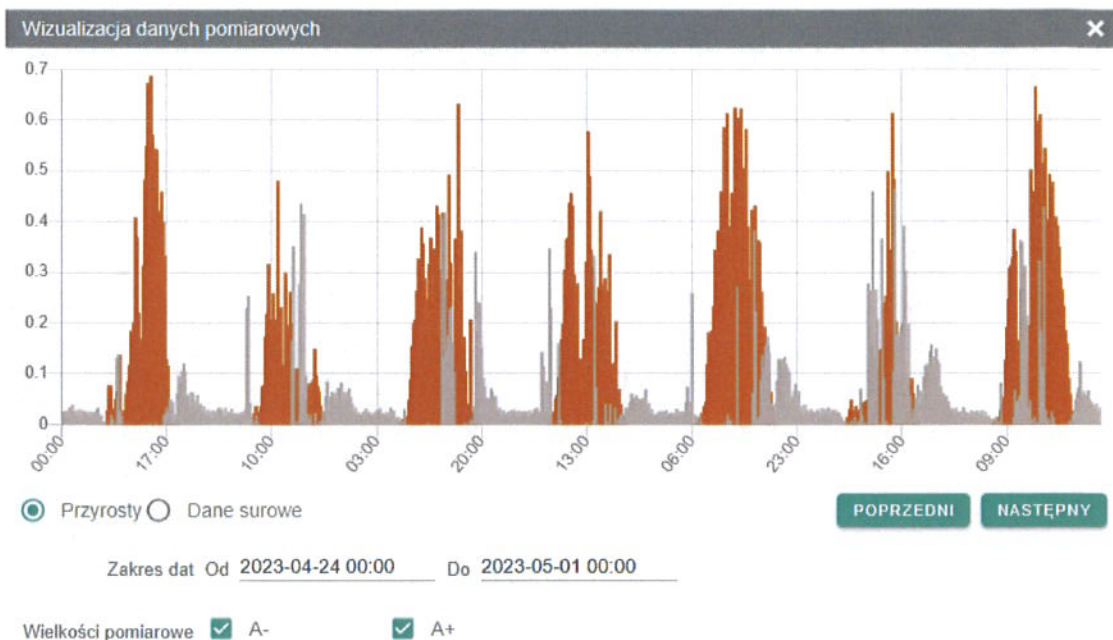 Wizualizacja danych pomiarowych
0.7
0.6
0.5
0.4
0.3
0.2
0.1
0
00:00 17:00 10:00 03:00 20:00 13:00 06:00 23:00 16:00 09:00
Przyrosty Dane surowe POPRZEDNI NASTĘPNY
Zakres dat Od 2023-04-24 00:00 Do 2023-05-01 00:00
Wielkości pomiarowe A- A+